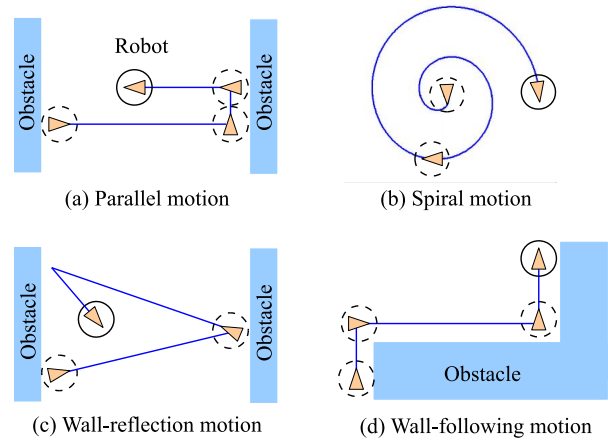 Obstacle
Robot
Obstacle
(a) Parallel motion
(b) Spiral motion
Obstacle
Obstacle
(c) Wall-reflection motion
Obstacle
(d) Wall-following motion